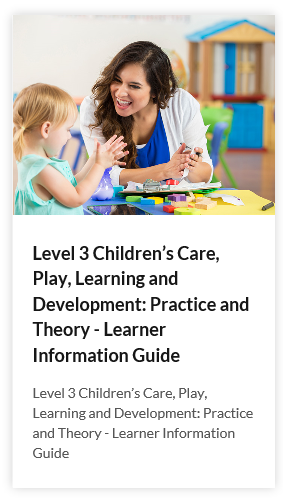 Level 3 Children's Care,
Play, Learning and
Development: Practice and
Theory - Learner
Information Guide
Level 3 Children's Care, Play,
Learning and Development: Practice
and Theory - Learner Information
Guide